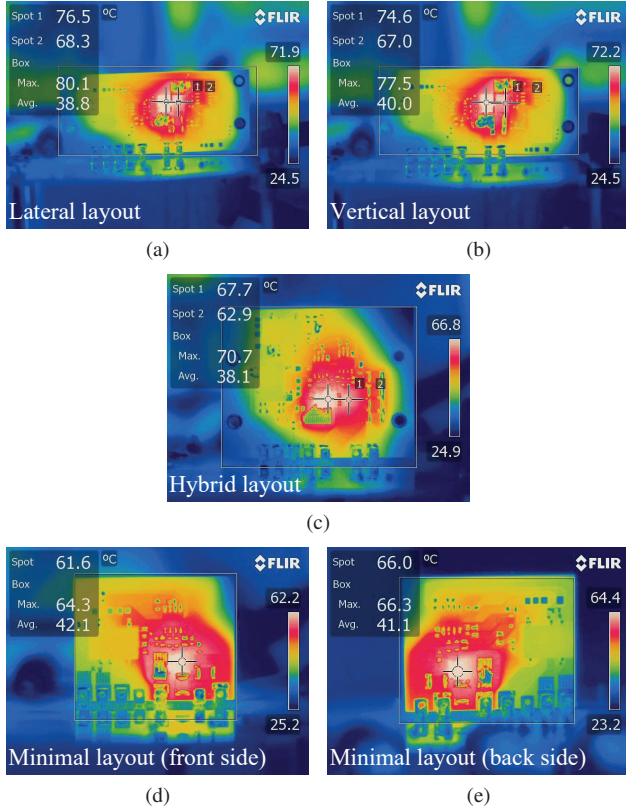 Spot 1 76.5 °C
Spot 2 68.3
Box
Max. 80.1
Avg. 38.8
FLIR
71.9
1 2
24.5
Lateral layout
(a)
Spot 1 74.6 °C
Spot 2 67.0
Box
Max. 77.5
Avg. 40.0
FLIR
72.2
1 2
24.5
Vertical layout
(b)
Spot 1 67.7 °C
Spot 2 62.9
Box
Max. 70.7
Avg. 38.1
FLIR
66.8
1 2
24.9
Hybrid layout
(c)
Spot 61.6 °C
Box
Max. 64.3
Avg. 42.1
FLIR
62.2
25.2
Minimal layout (front side)
(d)
Spot 66.0 °C
Box
Max. 66.3
Avg. 41.1
FLIR
64.4
23.2
Minimal layout (back side)
(e)